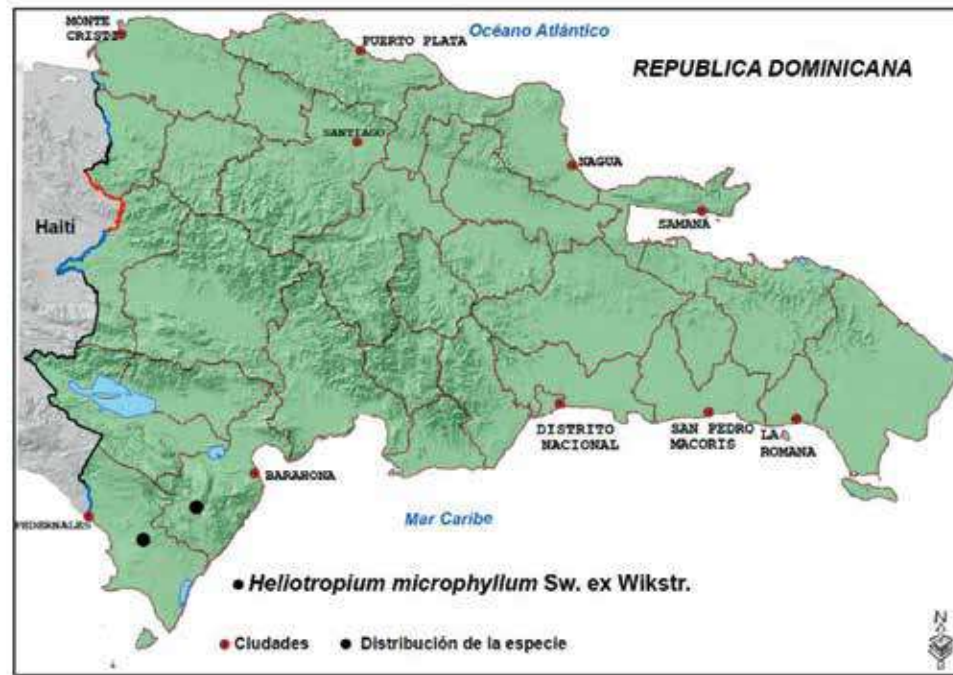 MONTE
CRISTI
PUERTO PLATA
Océano Atlántico
REPUBLICA DOMINICANA
SANTIAGO
NAGUA
SAMANA
Haití
DISTRITO
NACIONAL
SAN PEDRO
MACORIS
LA
ROMANA
BARAHONA
PEDERNALES
Mar Caribe
Heliotropium microphyllum Sw. ex Wikstr.
Ciudades
Distribución de la especie
N